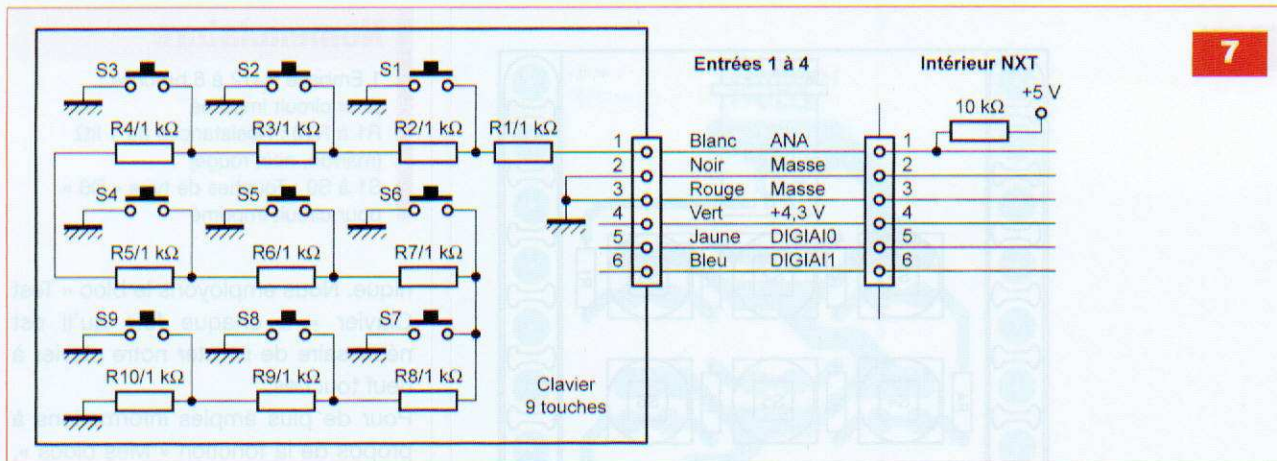 7
S3 S2 S1
R4/1 kΩ R3/1 kΩ R2/1 kΩ R1/1 kΩ
S4 S5 S6
R5/1 kΩ R6/1 kΩ R7/1 kΩ
S9 S8 S7
R10/1 kΩ R9/1 kΩ R8/1 kΩ
Clavier
9 touches
Entrées 1 à 4
1 Blanc ANA 1
2 Noir Masse 2
3 Rouge Masse 3
4 Vert +4,3 V 4
5 Jaune DIGIAI0 5
6 Bleu DIGIAI1 6
Intérieur NXT
+5 V
10 kΩ